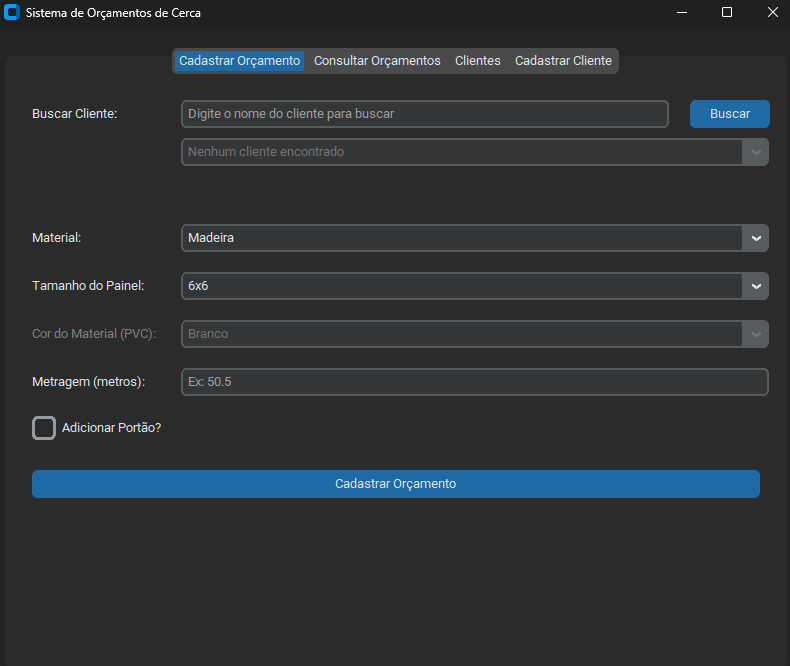 Sistema de Orçamentos de Cerca
Cadastrar Orçamento Consultar Orçamentos Clientes Cadastrar Cliente
Buscar Cliente: Digite o nome do cliente para buscar Buscar
Nenhum cliente encontrado
Material: Madeira
Tamanho do Painel: 6x6
Cor do Material (PVC): Branco
Metragem (metros): Ex: 50.5
Adicionar Portão?
Cadastrar Orçamento